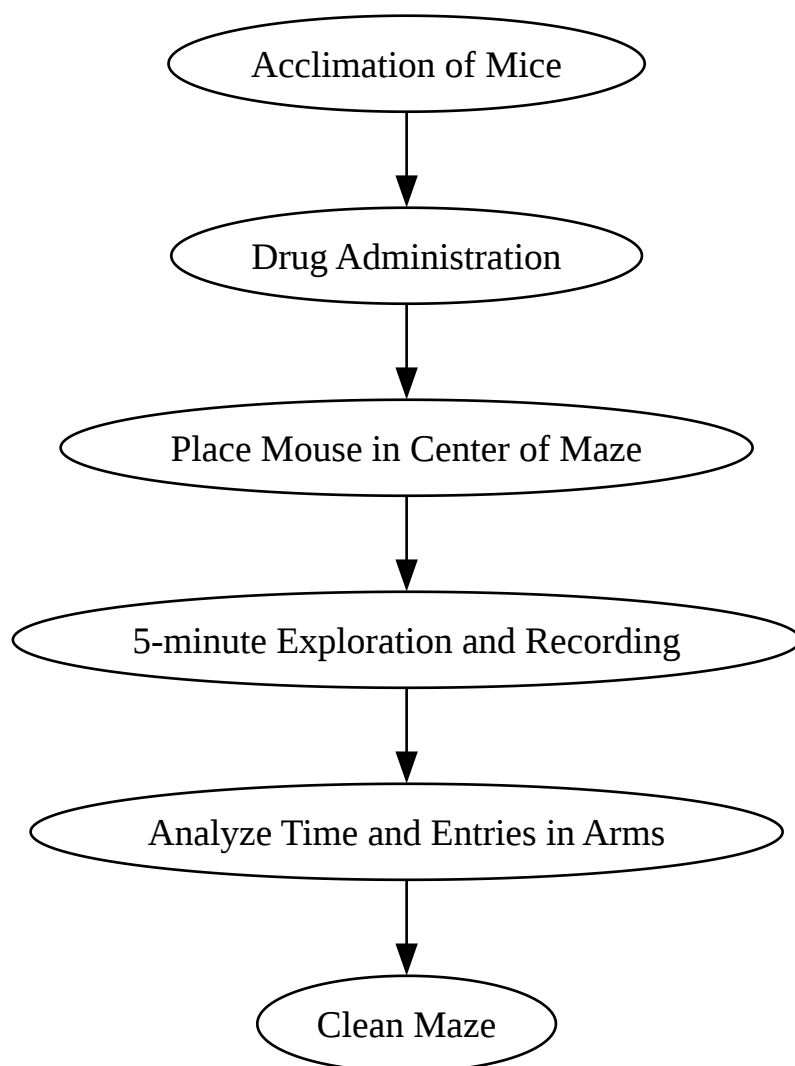 Acclimation of Mice
Drug Administration
Place Mouse in Center of Maze
5-minute Exploration and Recording
Analyze Time and Entries in Arms
Clean Maze